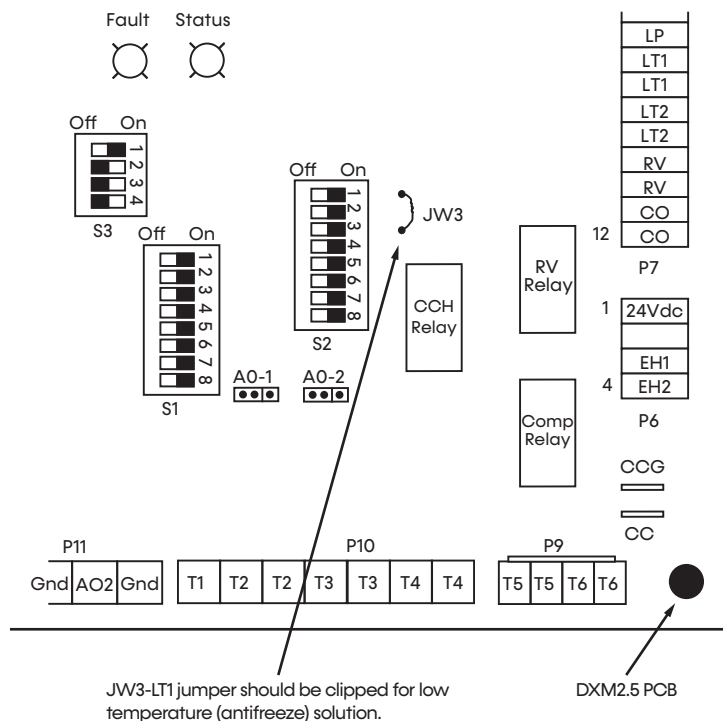 Fault Status
LP
LT1
LT1
LT2
LT2
RV
RV
CO
12 CO
P7
Off On
1
2
3
4
S3
Off On
1
2
3
4
5
6
7
8
S2
JW3
Off On
1
2
3
4
5
6
7
8
S1
CCH
Relay
RV
Relay
1 24Vdc
EH1
4 EH2
P6
A0-1 A0-2
Comp
Relay
CCG
CC
P11 P10 P9
Gnd AO2 Gnd T1 T2 T2 T3 T3 T4 T4 T5 T5 T6 T6
JW3-LT1 jumper should be clipped for low
temperature (antifreeze) solution.
DXM2.5 PCB